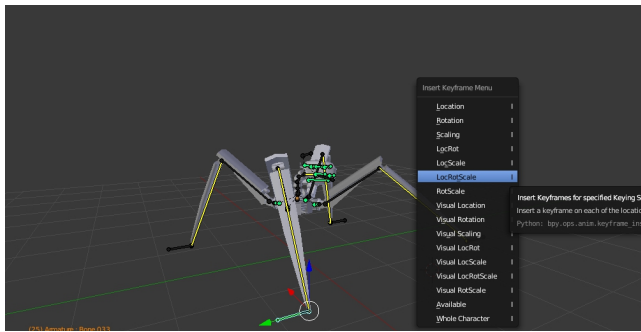 Insert Keyframe Menu
Location I
Rotation I
Scaling I
LocRot I
LocScale I
LocRotScale I
RotScale
Insert Keyframes for specified Keying S
Visual Location
Insert a keyframe on each of the locatio
Visual Rotation
Python: bpy.ops.anim.keyframe_ins
Visual Scaling
Visual LocRot I
Visual LocScale I
Visual LocRotScale I
Visual RotScale I
Available I
Whole Character I
(25) Armature : Bone.033